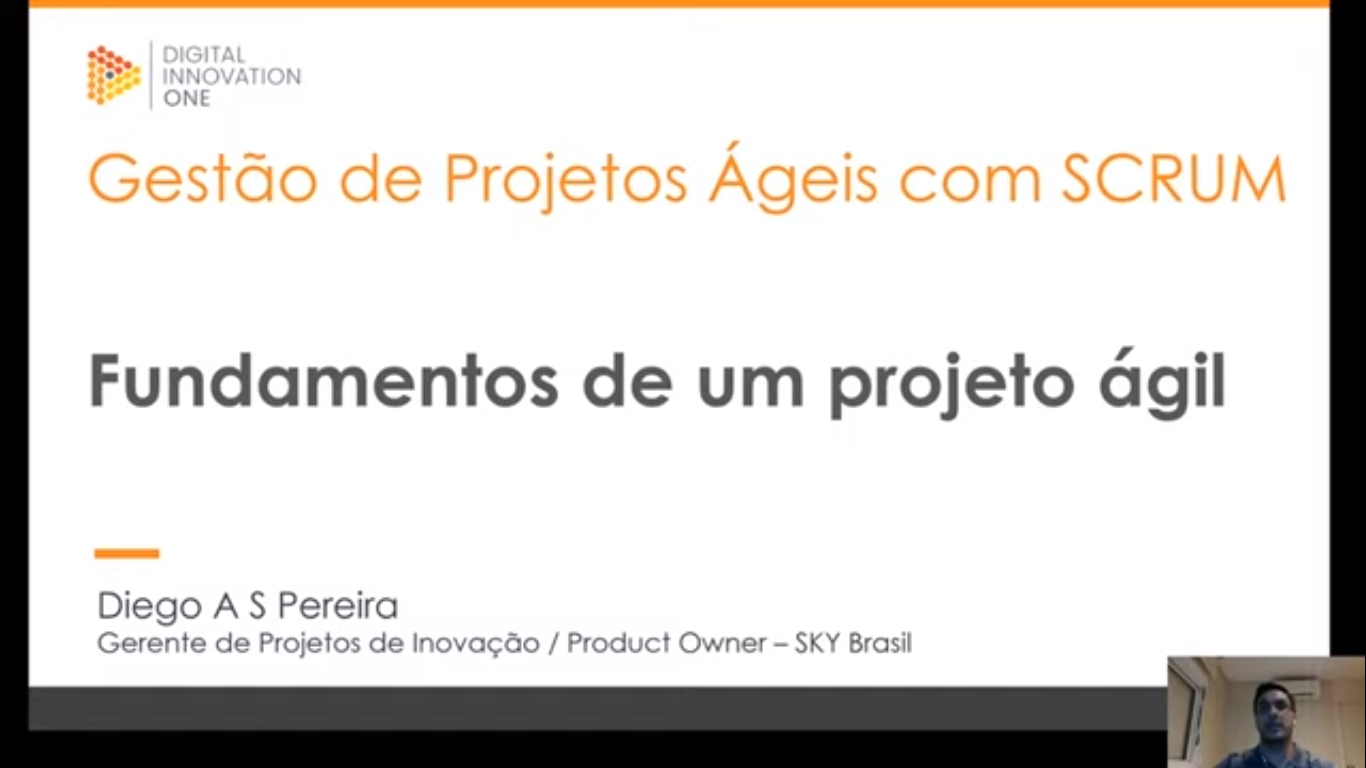 DIGITAL
INNOVATION
ONE
Gestão de Projetos Ágeis com SCRUM
Fundamentos de um projeto ágil
Diego A S Pereira
Gerente de Projetos de Inovação / Product Owner – SKY Brasil